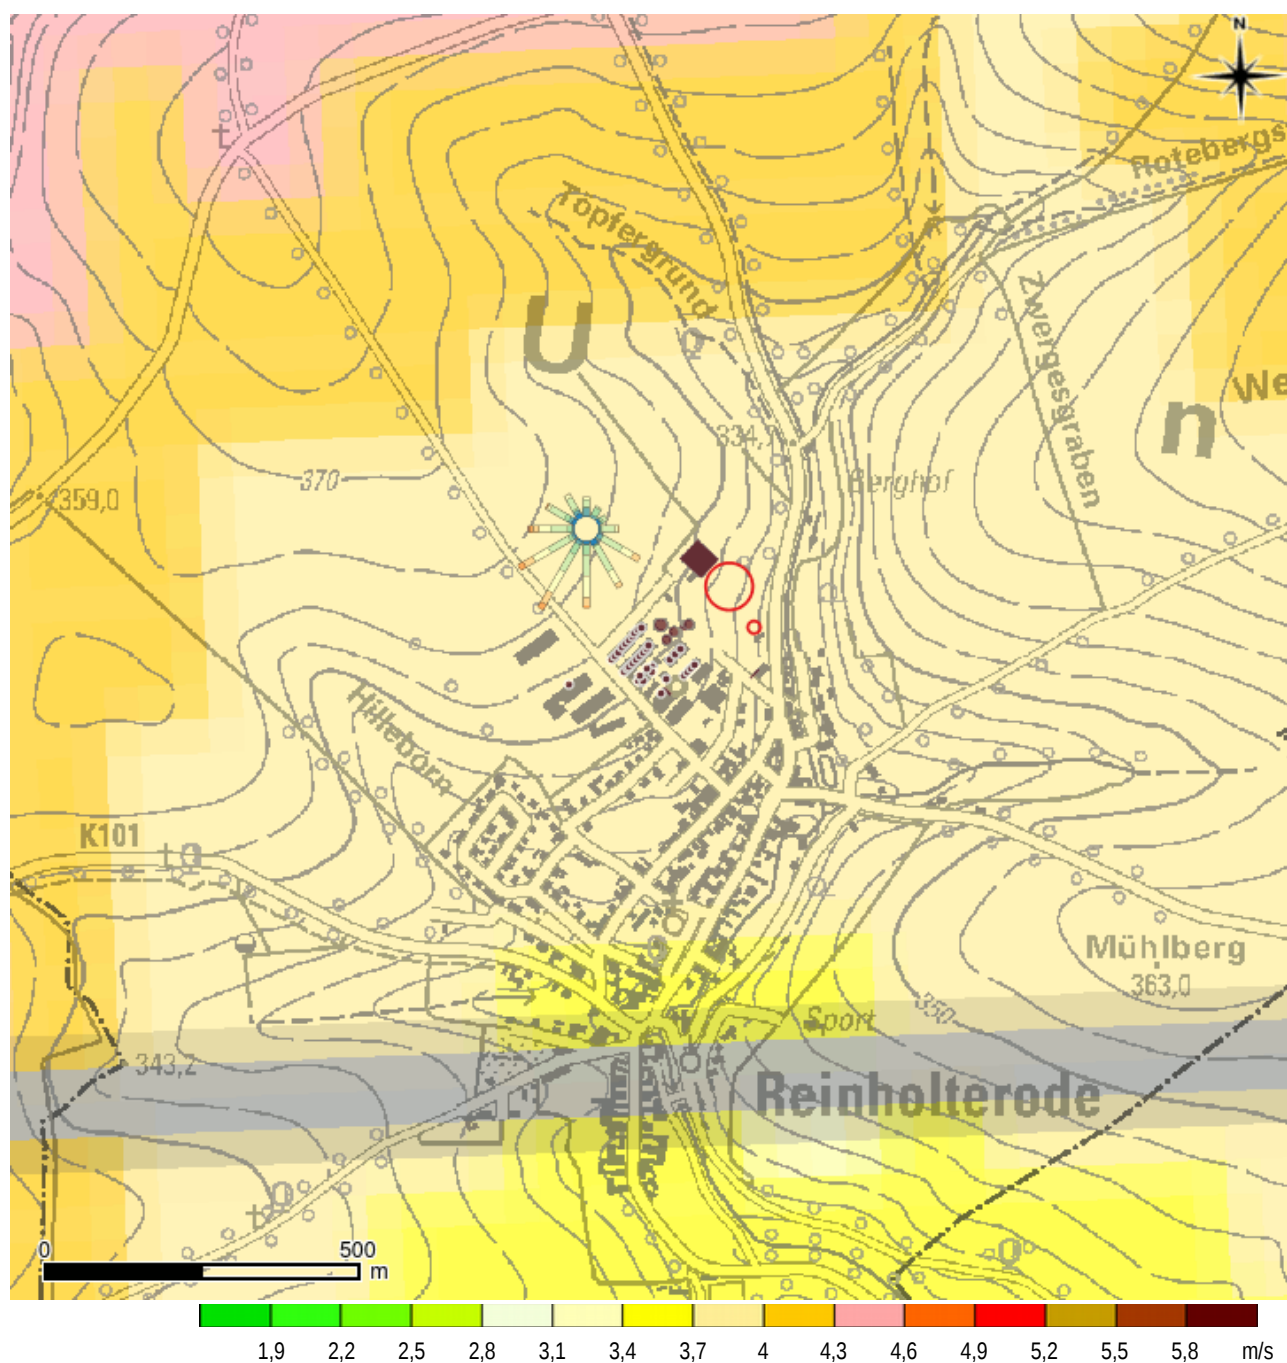 N
Rotebergs
Töpfergrund
U
Zwergesgraben
We
n
334,
Berghof
370
359,0
Hilleborn
K101
Mühlberg
363,0
350
Sport
343,2
Reinholterode
0 500
m
1,9 2,2 2,5 2,8 3,1 3,4 3,7 4 4,3 4,6 4,9 5,2 5,5 5,8 m/s